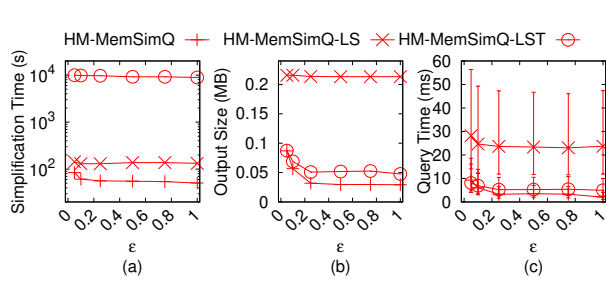 HM-MemSimQ HM-MemSimQ-LS HM-MemSimQ-LST
Simplification Time (s)
10^4
10^3
10^2
0 0.2 0.4 0.6 0.8 1
ε
(a)
Output Size (MB)
0.2
0.15
0.1
0.05
0
0 0.2 0.4 0.6 0.8 1
ε
(b)
Query Time (ms)
60
50
40
30
20
10
0
0 0.2 0.4 0.6 0.8 1
ε
(c)